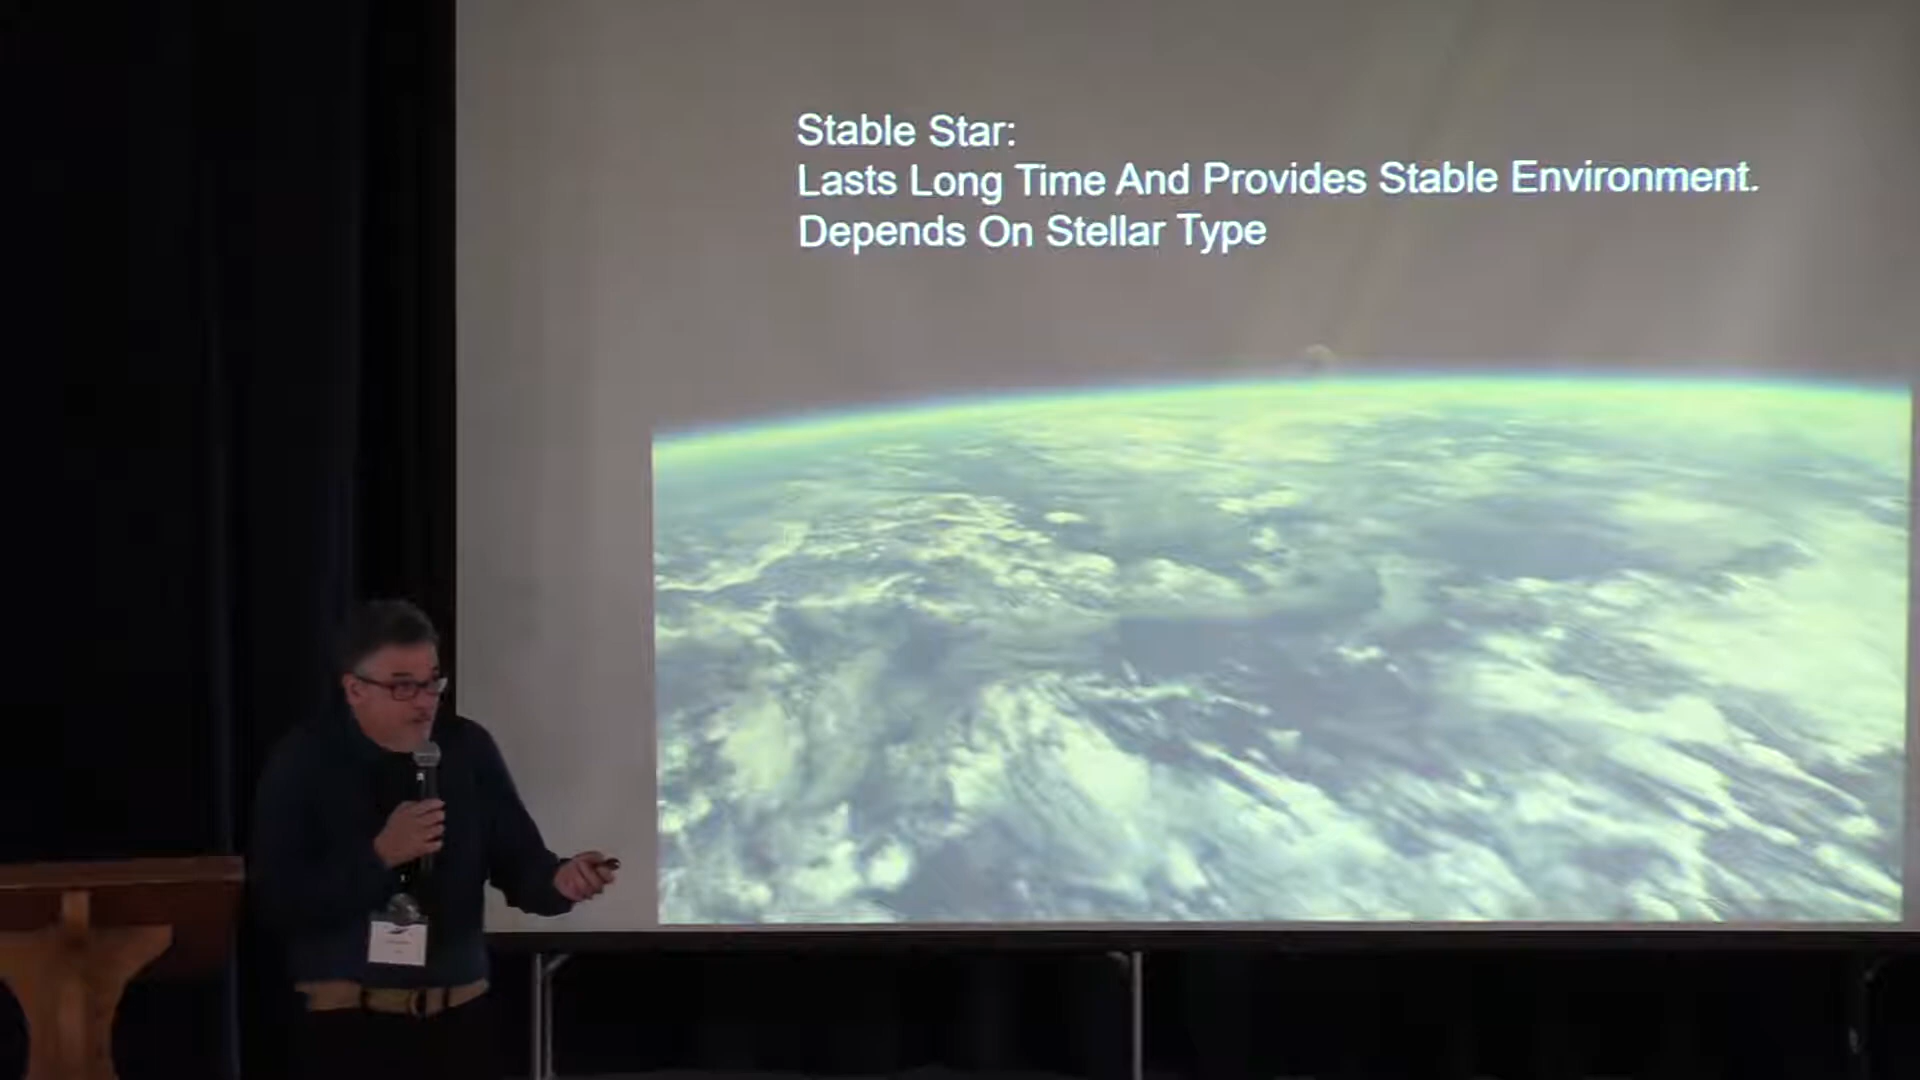 Stable Star:
Lasts Long Time And Provides Stable Environment.
Depends On Stellar Type